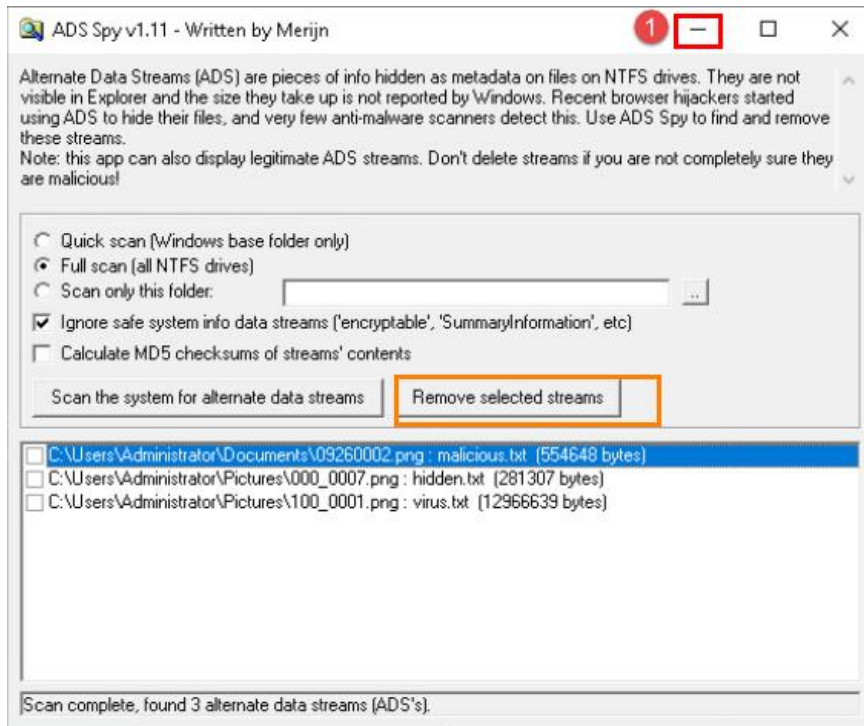 ADS Spy v1.11 - Written by Merijn
1
Alternate Data Streams (ADS) are pieces of info hidden as metadata on files on NTFS drives. They are not
visible in Explorer and the size they take up is not reported by Windows. Recent browser hijackers started
using ADS to hide their files, and very few anti-malware scanners detect this. Use ADS Spy to find and remove
these streams.
Note: this app can also display legitimate ADS streams. Don't delete streams if you are not completely sure they
are malicious!
Quick scan (Windows base folder only)
Full scan (all NTFS drives)
Scan only this folder:
..
Ignore safe system info data streams ('encryptable', 'SummaryInformation', etc)
Calculate MD5 checksums of streams' contents
Scan the system for alternate data streams
Remove selected streams
C:\Users\Administrator\Documents\09260002.png : malicious.txt (554648 bytes)
C:\Users\Administrator\Pictures\000_0007.png : hidden.txt (281307 bytes)
C:\Users\Administrator\Pictures\100_0001.png : virus.txt (12966639 bytes)
Scan complete, found 3 alternate data streams (ADS's).